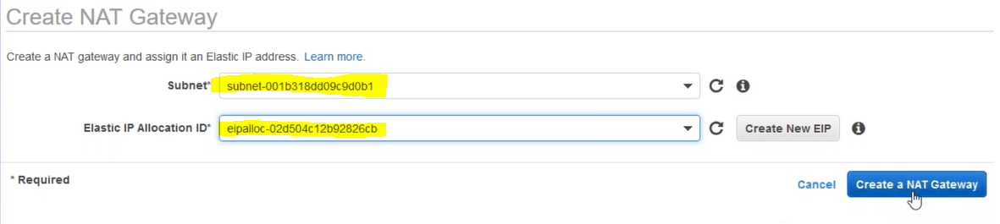 Create NAT Gateway
Create a NAT gateway and assign it an Elastic IP address. Learn more.
Subnet* subnet-001b318dd09c9d0b1
Elastic IP Allocation ID* eipalloc-02d504c12b92826cb Create New EIP
* Required Cancel Create a NAT Gateway